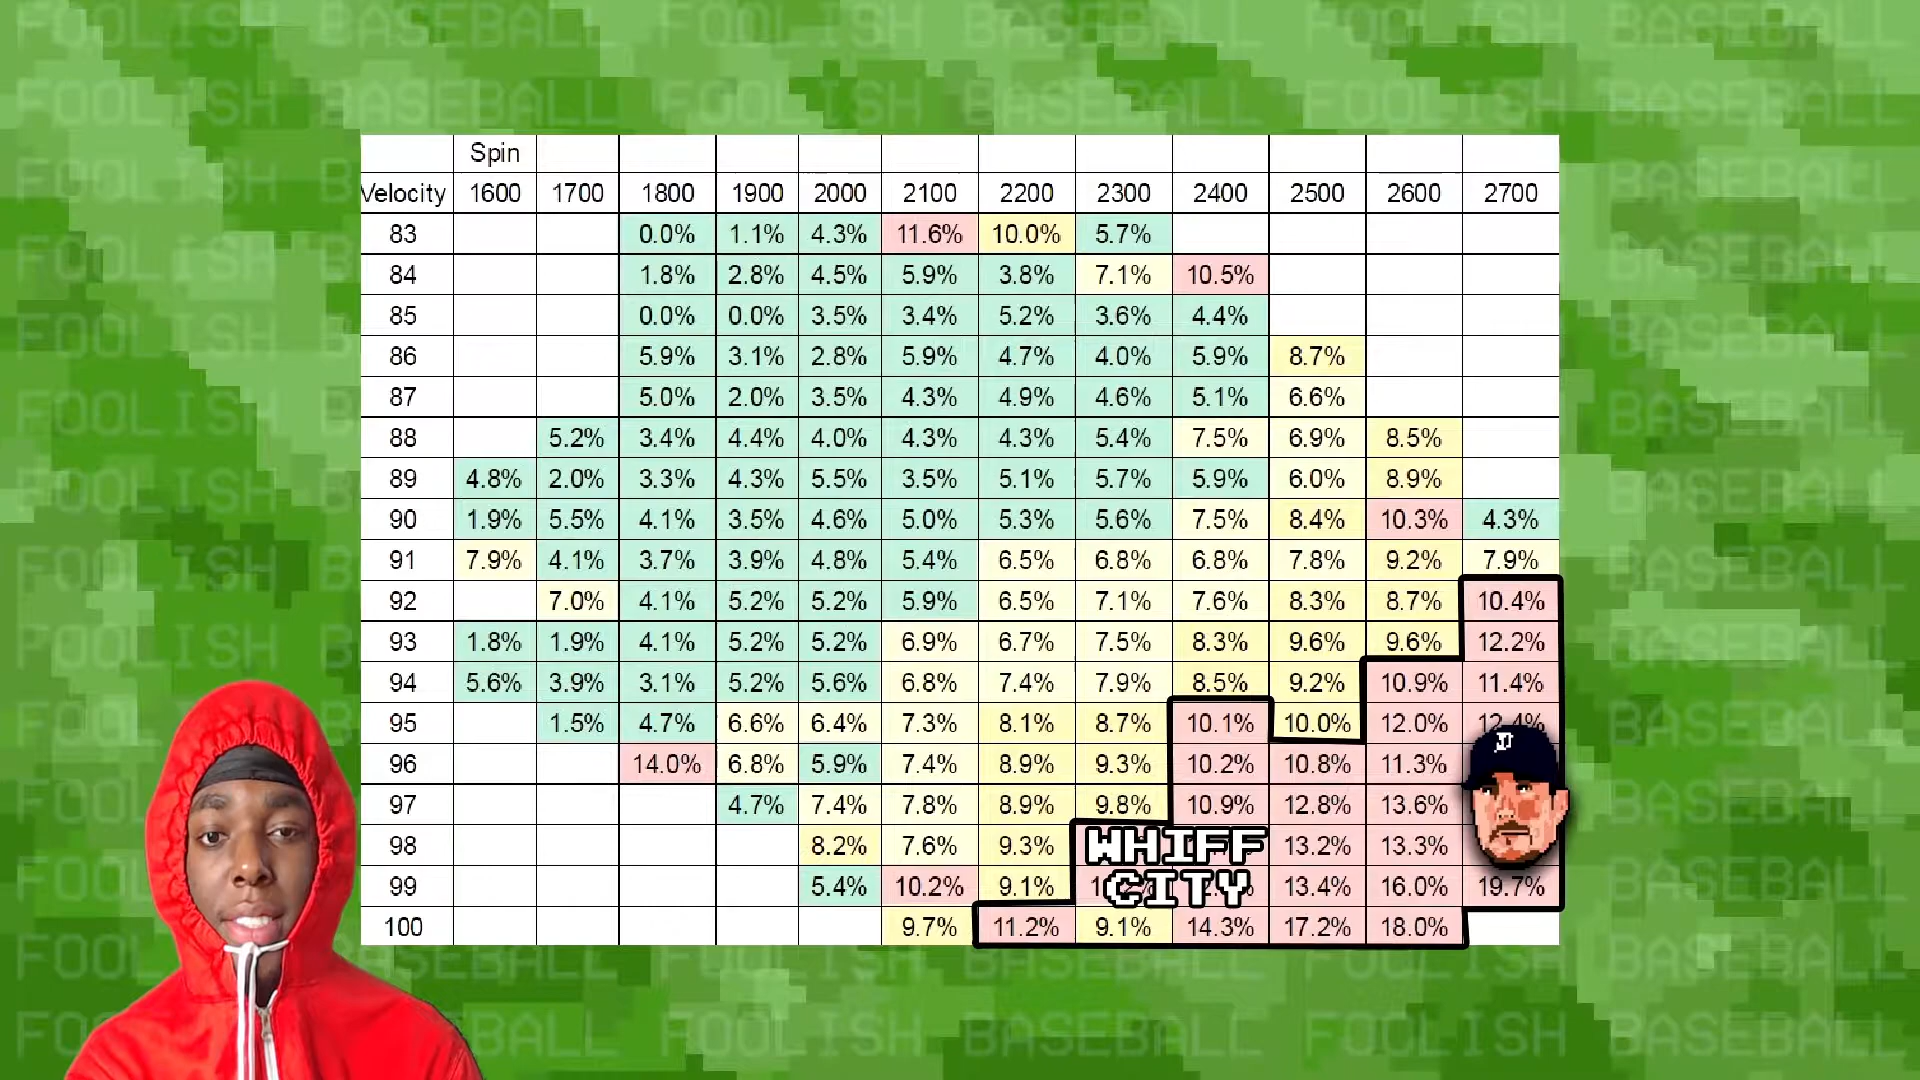 FOOLISH BASEBALL FOOLISH BASEBALL FOOLISH BASEBALL
Spin
Velocity 1600 1700 1800 1900 2000 2100 2200 2300 2400 2500 2600 2700
83 0.0% 1.1% 4.3% 11.6% 10.0% 5.7%
84 1.8% 2.8% 4.5% 5.9% 3.8% 7.1% 10.5%
85 0.0% 0.0% 3.5% 3.4% 5.2% 3.6% 4.4%
86 5.9% 3.1% 2.8% 5.9% 4.7% 4.0% 5.9% 8.7%
87 5.0% 2.0% 3.5% 4.3% 4.9% 4.6% 5.1% 6.6%
88 5.2% 3.4% 4.4% 4.0% 4.3% 4.3% 5.4% 7.5% 6.9% 8.5%
89 4.8% 2.0% 3.3% 4.3% 5.5% 3.5% 5.1% 5.7% 5.9% 6.0% 8.9%
90 1.9% 5.5% 4.1% 3.5% 4.6% 5.0% 5.3% 5.6% 7.5% 8.4% 10.3% 4.3%
91 7.9% 4.1% 3.7% 3.9% 4.8% 5.4% 6.5% 6.8% 6.8% 7.8% 9.2% 7.9%
92 7.0% 4.1% 5.2% 5.2% 5.9% 6.5% 7.1% 7.6% 8.3% 8.7% 10.4%
93 1.8% 1.9% 4.1% 5.2% 5.2% 6.9% 6.7% 7.5% 8.3% 9.6% 9.6% 12.2%
94 5.6% 3.9% 3.1% 5.2% 5.6% 6.8% 7.4% 7.9% 8.5% 9.2% 10.9% 11.4%
95 1.5% 4.7% 6.6% 6.4% 7.3% 8.1% 8.7% 10.1% 10.0% 12.0% 12.4%
96 14.0% 6.8% 5.9% 7.4% 8.9% 9.3% 10.2% 10.8% 11.3%
97 4.7% 7.4% 7.8% 8.9% 9.8% 10.9% 12.8% 13.6%
98 8.2% 7.6% 9.3% 13.2% 13.3%
WHIFF
CITY
99 5.4% 10.2% 9.1% 13.4% 16.0% 19.7%
100 9.7% 11.2% 9.1% 14.3% 17.2% 18.0%
FOOLISH BASEBALL FOOLISH BASEBALL FOOLISH BASEBALL